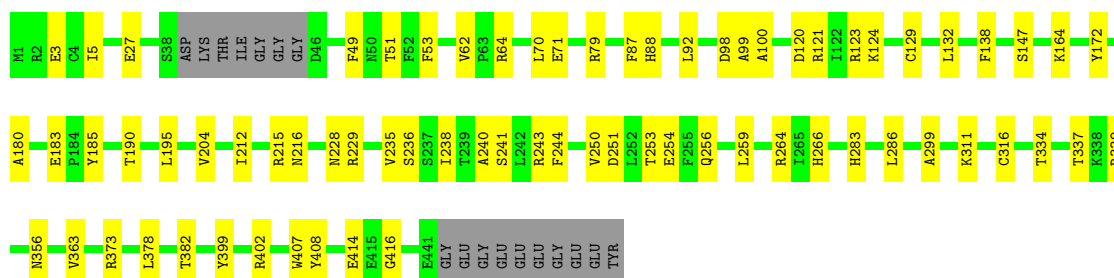 M1 R2 E3 C4 I5 E27 S38 ASP LYS THR ILE GLY GLY GLY D46 F49 N50 T51 F52 F53 V62 P63 R64 L70 E71 R79 F87 H88 L92 D98 A99 A100 D120 R121 I122 R123 K124 C129 L132 F138 S147 K164 Y172
A180 E183 P184 Y185 T190 L195 V204 I212 R215 N216 N228 R229 V235 S236 S237 I238 T239 A240 S241 L242 R243 F244 V250 D251 L252 T253 E254 F255 Q256 L259 R264 I265 H266 H283 L286 A299 K311 C316 T334 T337 K338
N356 V363 R373 L378 T382 Y399 R402 W407 Y408 E414 E415 G416 E441 GLY GLU GLY GLU GLU GLU GLY GLU GLU TYR